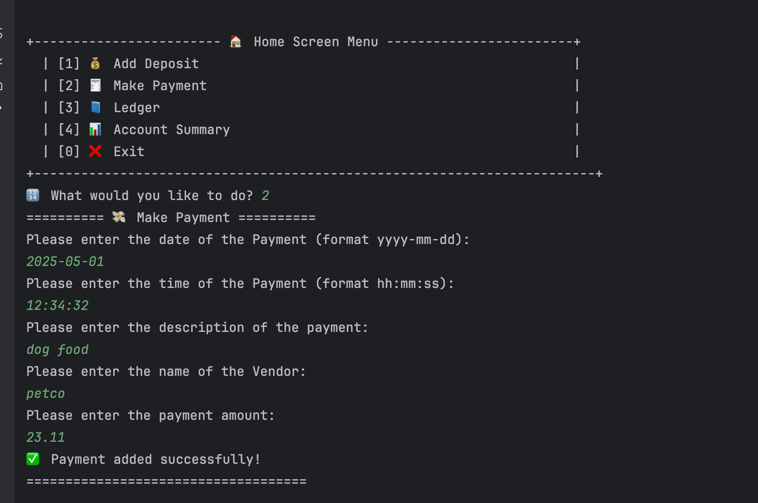 +------------------------ 🏠 Home Screen Menu ------------------------+
| [1] 💰 Add Deposit |
| [2] 🧾 Make Payment |
| [3] 📘 Ledger |
| [4] 📊 Account Summary |
| [0] ❌ Exit |
+------------------------------------------------------------------------+
🔢 What would you like to do? 2
========== 💸 Make Payment ==========
Please enter the date of the Payment (format yyyy-mm-dd):
2025-05-01
Please enter the time of the Payment (format hh:mm:ss):
12:34:32
Please enter the description of the payment:
dog food
Please enter the name of the Vendor:
petco
Please enter the payment amount:
23.11
✅ Payment added successfully!
====================================